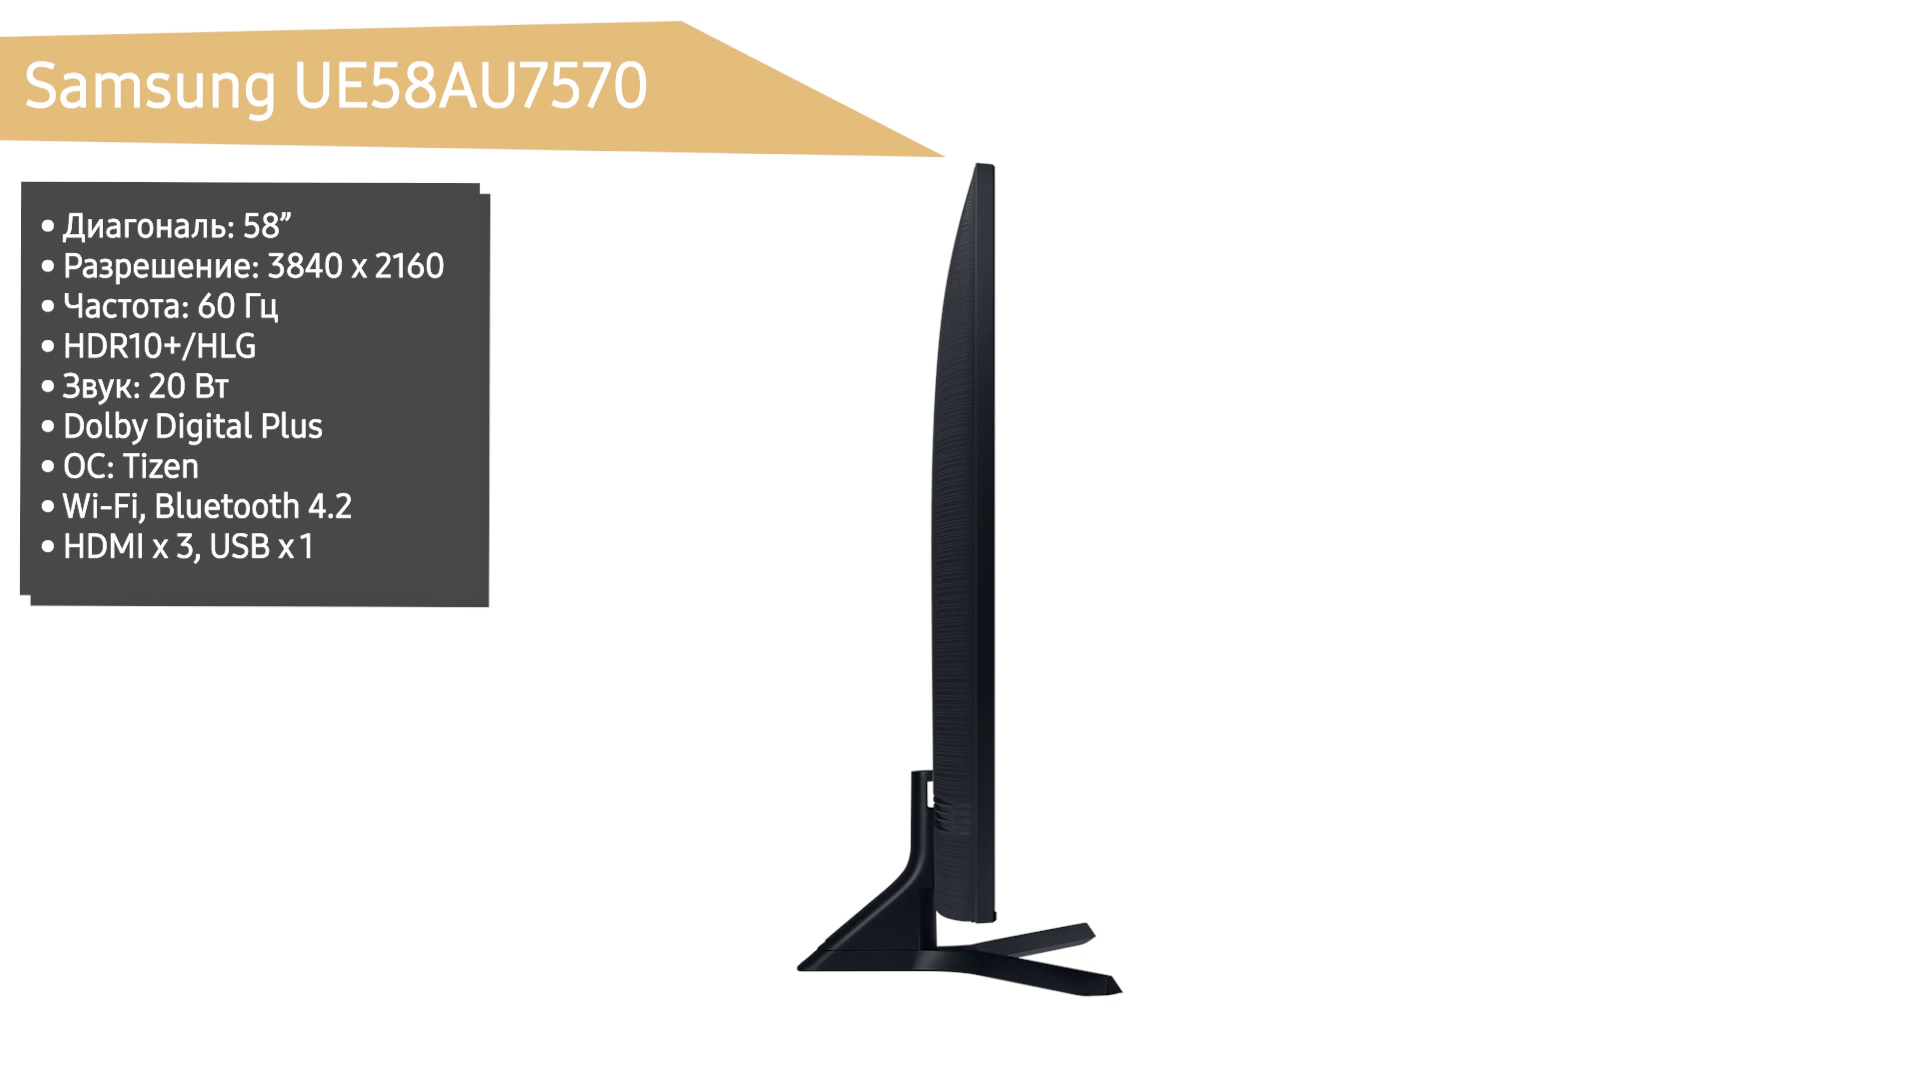 Samsung UE58AU7570
• Диагональ: 58”
• Разрешение: 3840 x 2160
• Частота: 60 Гц
• HDR10+/HLG
• Звук: 20 Вт
• Dolby Digital Plus
• ОС: Tizen
• Wi-Fi, Bluetooth 4.2
• HDMI x 3, USB x 1